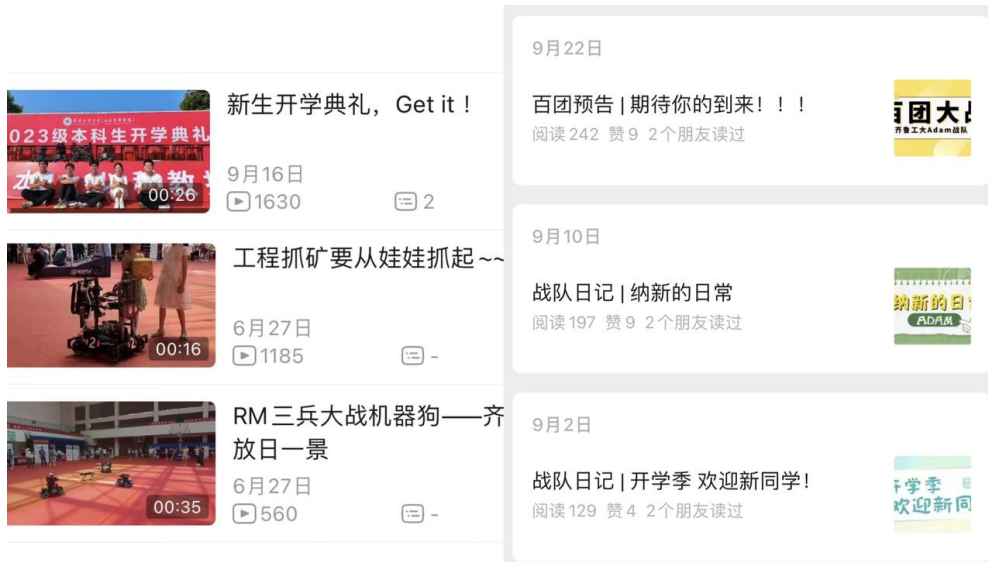 2023级本科生开学典礼
00:26
新生开学典礼，Get it！
9月16日
1630
2
00:16
工程抓矿要从娃娃抓起~~
6月27日
1185
-
00:35
RM三兵大战机器狗——齐
放日一景
6月27日
560
-
9月22日
百团预告 | 期待你的到来！！！
阅读 242 赞 9 2个朋友读过
百团大战
齐鲁工大Adam战队
9月10日
战队日记 | 纳新的日常
阅读 197 赞 9 2个朋友读过
纳新的日常
ADAM
9月2日
战队日记 | 开学季 欢迎新同学！
阅读 129 赞 4 2个朋友读过
开学季
欢迎新同